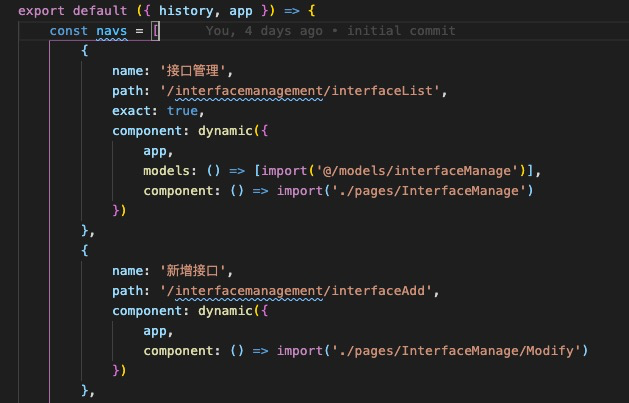 export default ({ history, app }) => {
const navs = [ You, 4 days ago • initial commit
{
name: '接口管理',
path: '/interfacemanagement/interfaceList',
exact: true,
component: dynamic({
app,
models: () => [import('@/models/interfaceManage')],
component: () => import('./pages/InterfaceManage')
})
},
{
name: '新增接口',
path: '/interfacemanagement/interfaceAdd',
component: dynamic({
app,
component: () => import('./pages/InterfaceManage/Modify')
})
},